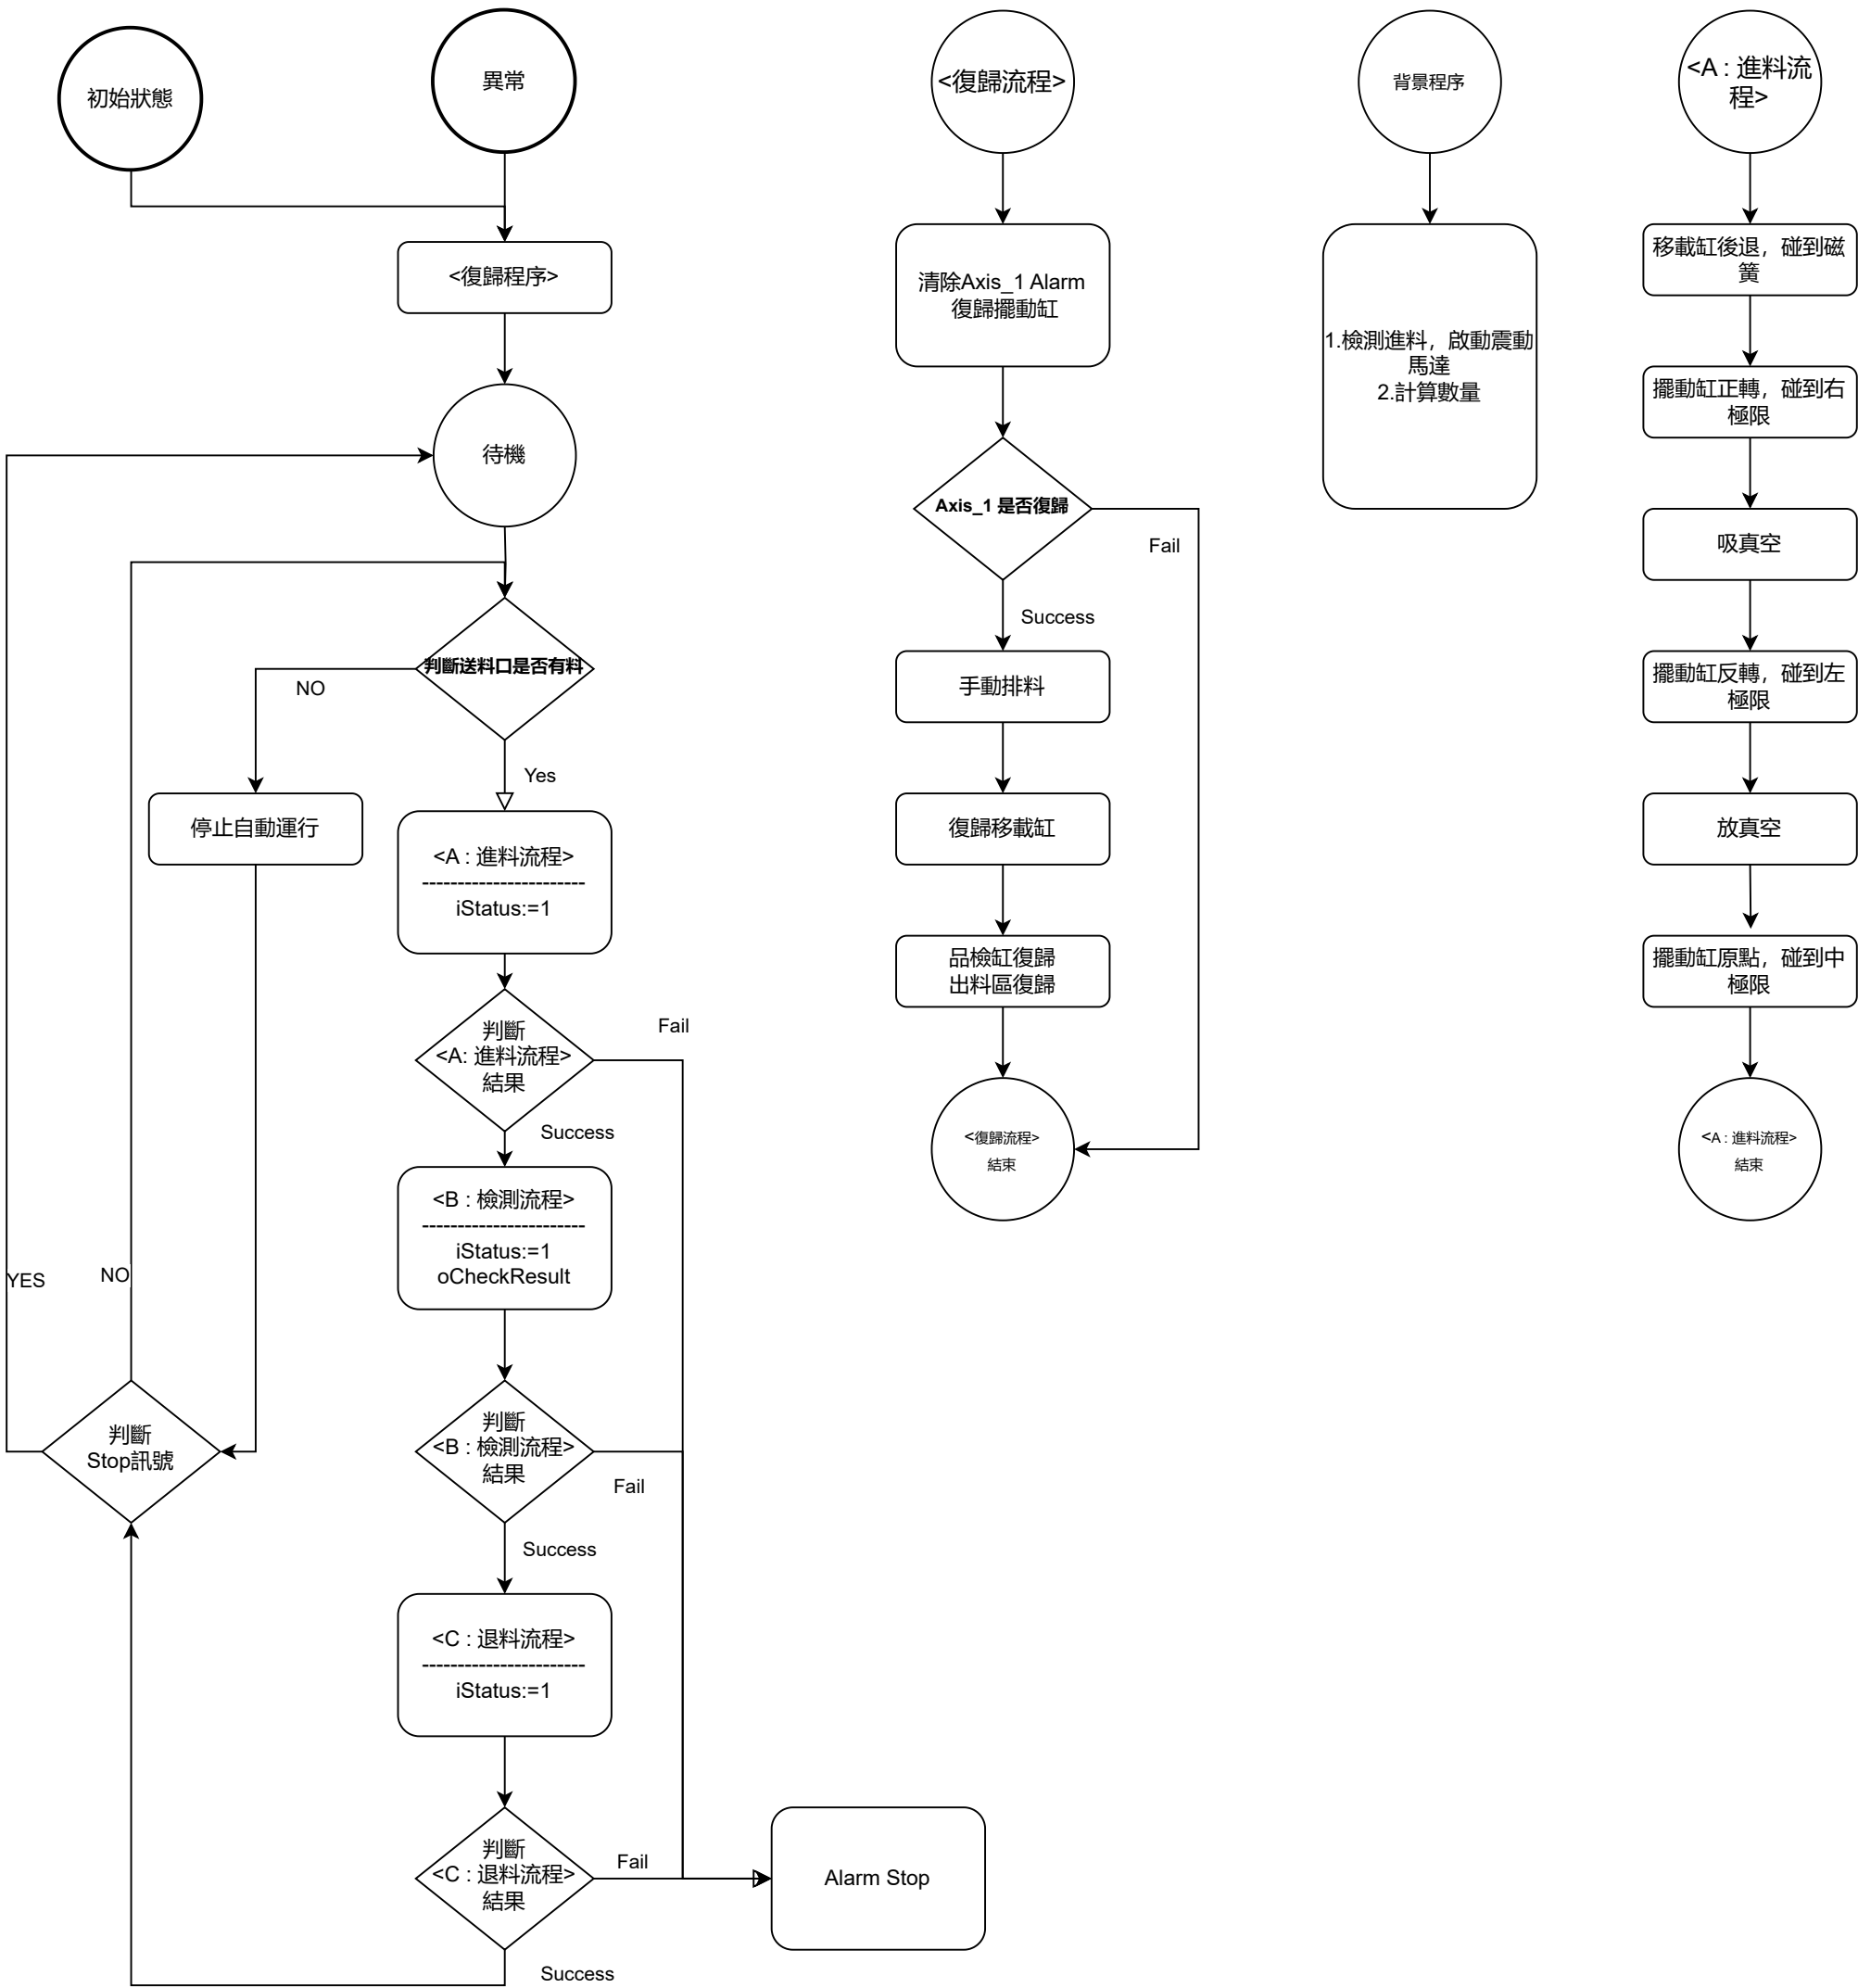 初始狀態
異常
<復歸程序>
待機
判斷送料口是否有料
NO
Yes
停止自動運行
<A : 進料流程>
-----------------------
iStatus:=1
判斷
<A: 進料流程>
結果
Fail
Success
<B : 檢測流程>
-----------------------
iStatus:=1
oCheckResult
YES
NO
判斷
Stop訊號
判斷
<B : 檢測流程>
結果
Fail
Success
<C : 退料流程>
-----------------------
iStatus:=1
判斷
<C : 退料流程>
結果
Fail
Success
Alarm Stop
<復歸流程>
清除Axis_1 Alarm
復歸擺動缸
Axis_1 是否復歸
Fail
Success
手動排料
復歸移載缸
品檢缸復歸
出料區復歸
<復歸流程>
結束
背景程序
1.檢測進料，啟動震動
馬達
2.計算數量
<A : 進料流
程>
移載缸後退，碰到磁
簧
擺動缸正轉，碰到右
極限
吸真空
擺動缸反轉，碰到左
極限
放真空
擺動缸原點，碰到中
極限
<A : 進料流程>
結束